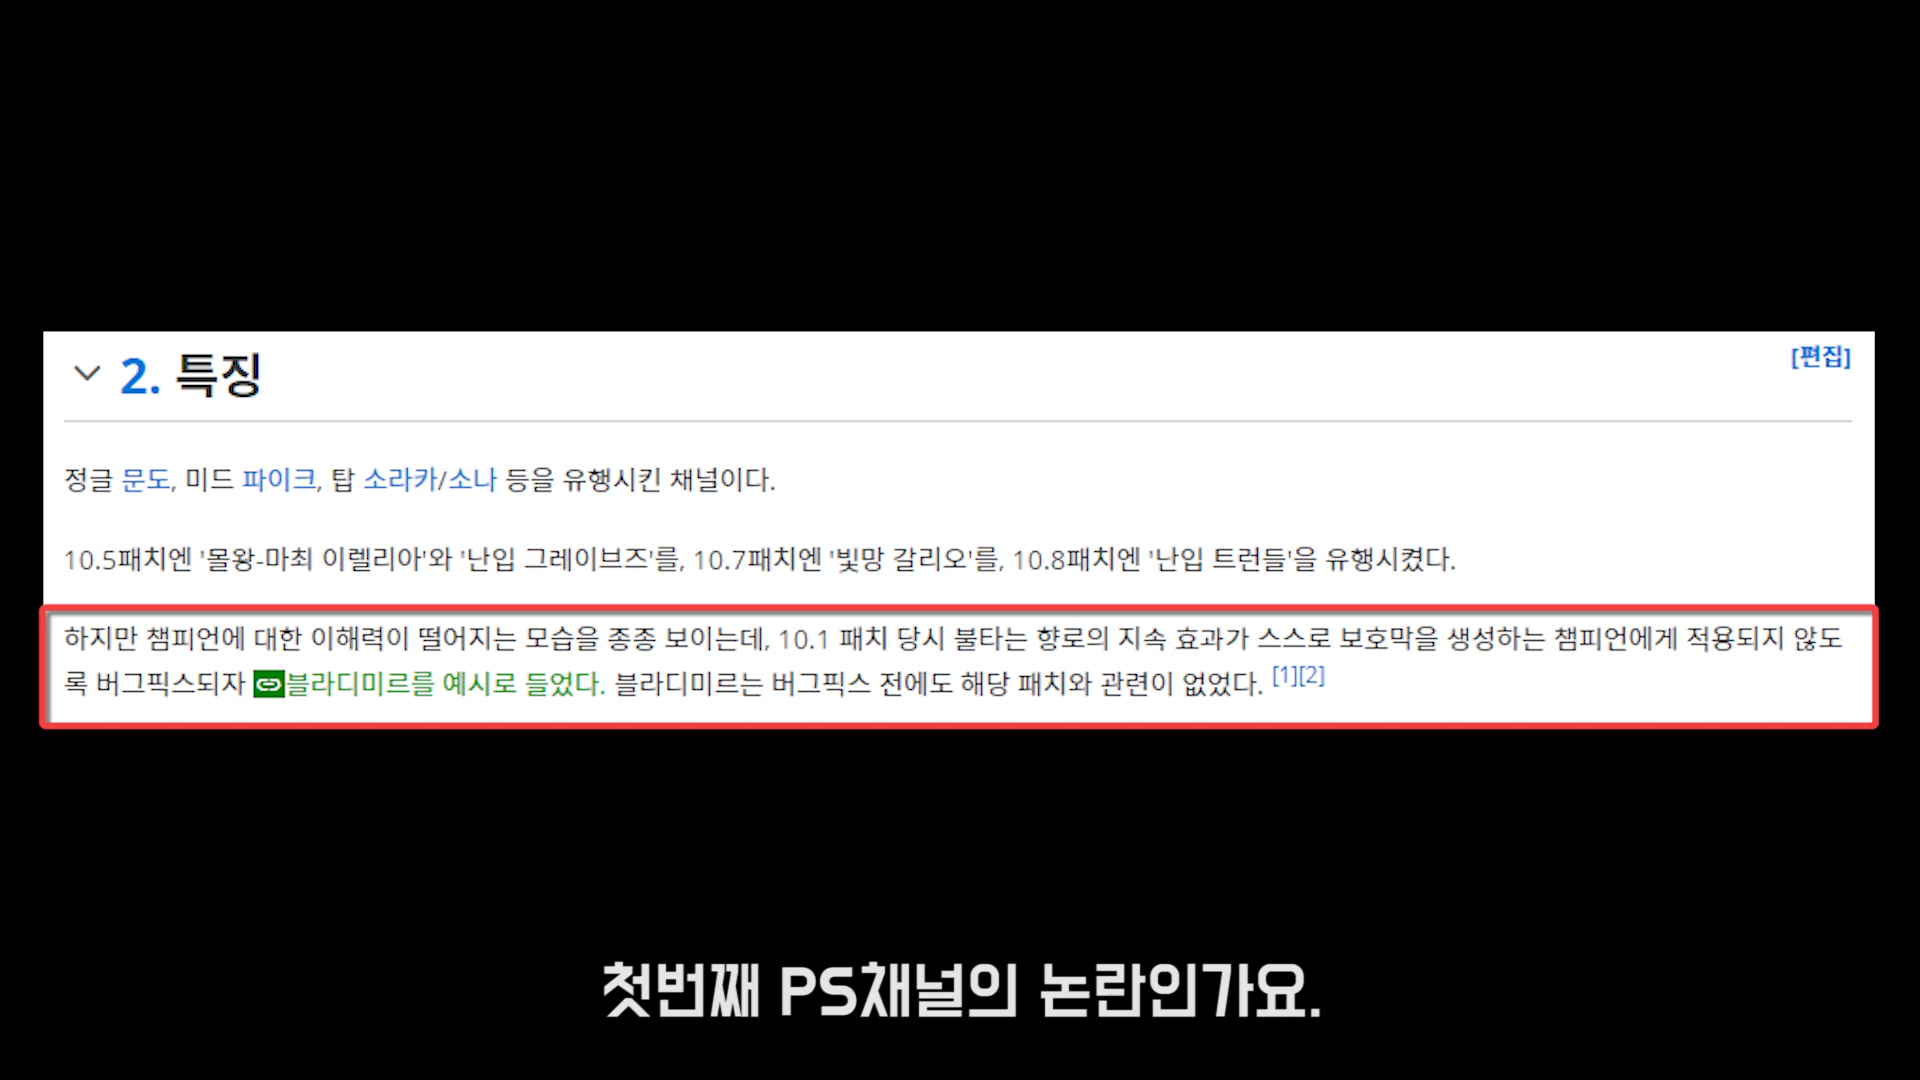 2. 특징
[편집]
정글 문도, 미드 파이크, 탑 소라카/소나 등을 유행시킨 채널이다.
10.5패치엔 '몰왕-마최 이렐리아'와 '난입 그레이브즈'를, 10.7패치엔 '빛망 갈리오'를, 10.8패치엔 '난입 트런들'을 유행시켰다.
하지만 챔피언에 대한 이해력이 떨어지는 모습을 종종 보이는데, 10.1 패치 당시 불타는 향로의 지속 효과가 스스로 보호막을 생성하는 챔피언에게 적용되지 않도
록 버그픽스되자 블라디미르를 예시로 들었다. 블라디미르는 버그픽스 전에도 해당 패치와 관련이 없었다. [1][2]
첫번째 PS채널의 논란인가요.